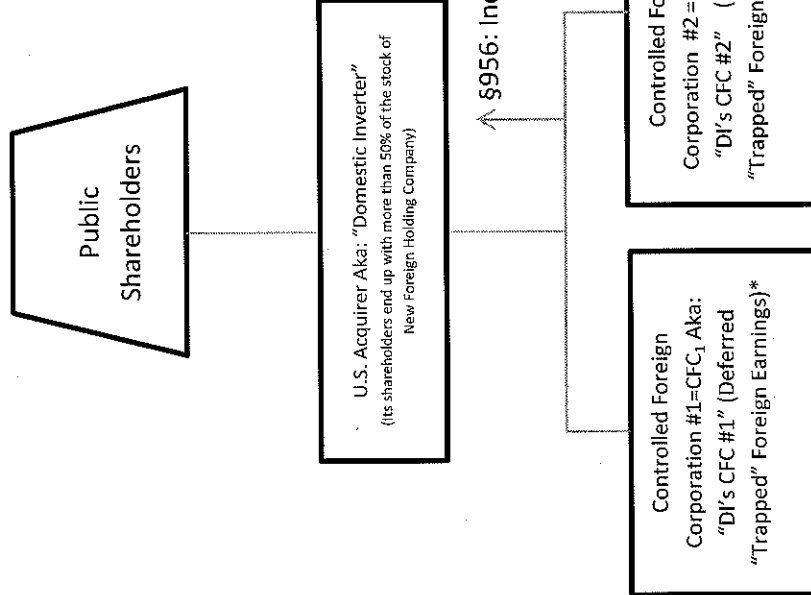 Public
Shareholders
U.S. Acquirer Aka: "Domestic Inverter"
(Its shareholders end up with more than 50% of the stock of
New Foreign Holding Company)
§956:
Controlled Foreign
Corporation #1=CFC₁ Aka:
"DI's CFC #1" (Deferred
"Trapped" Foreign Earnings)*
Controlled
Corporation #2=
"DI's CFC #2" (
"Trapped" Foreign